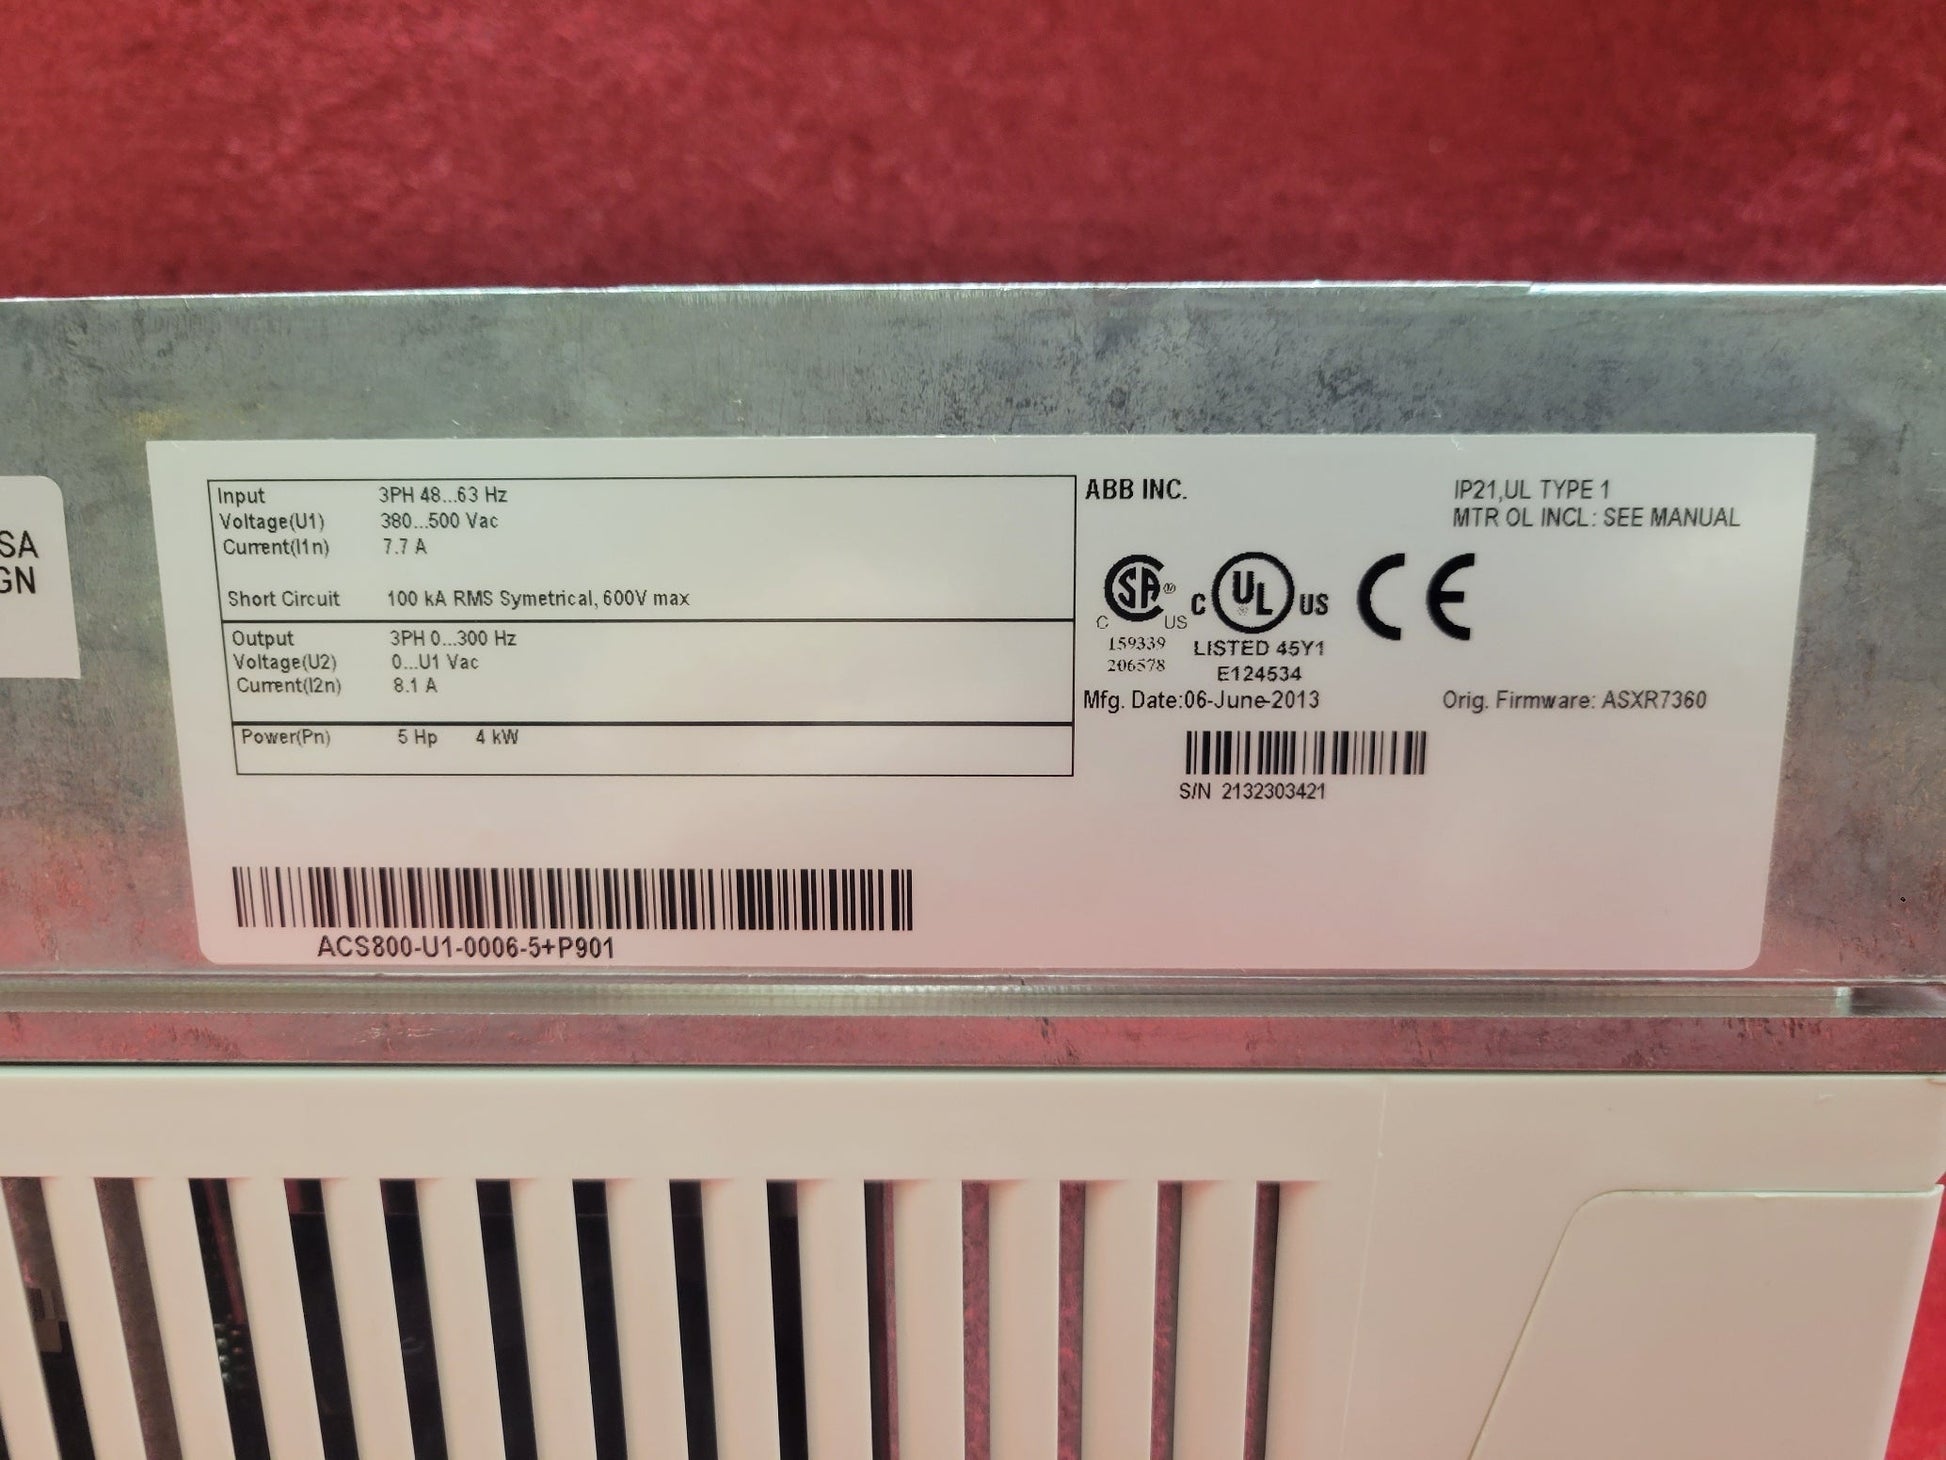 SA
GN
Input 3PH 48...63 Hz
Voltage(U1) 380...500 Vac
Current(I1n) 7.7 A
Short Circuit 100 kA RMS Symetrical, 600V max
Output 3PH 0...300 Hz
Voltage(U2) 0...U1 Vac
Current(I2n) 8.1 A
Power(Pn) 5 Hp 4 kW
ACS800-U1-0006-5+P901
ABB INC.
IP21,UL TYPE 1
MTR OL INCL: SEE MANUAL
C SA ® US
159339
206578
C UL ® US
LISTED 45Y1
E124534
CE
Mfg. Date:06-June-2013
Orig. Firmware: ASXR7360
S/N 2132303421